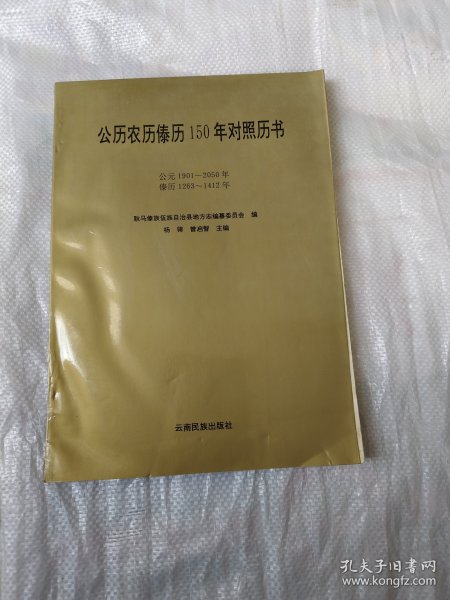 公历农历傣历150年对照历书
公元1901～2050年
傣历1263～1412年
耿马傣族佤族自治县地方志编纂委员会 编
杨铸 曾启智 主编
云南民族出版社
孔夫子旧书网
www.kongfz.com